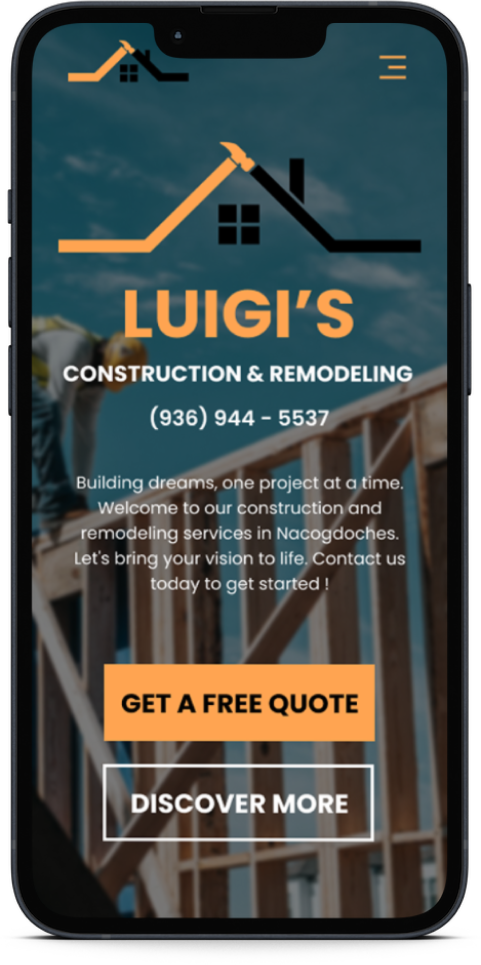 LUIGI’S
CONSTRUCTION & REMODELING
(936) 944 - 5537
Building dreams, one project at a time.
Welcome to our construction and
remodeling services in Nacogdoches.
Let's bring your vision to life. Contact us
today to get started !
GET A FREE QUOTE
DISCOVER MORE